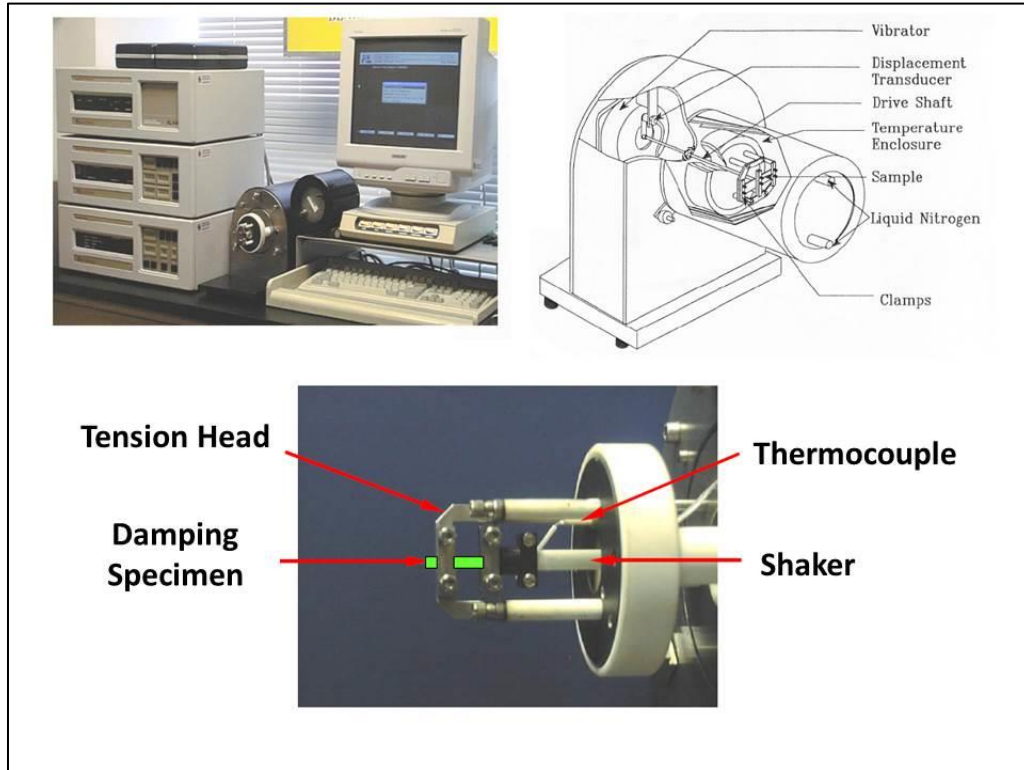 Vibrator
Displacement
Transducer
Drive Shaft
Temperature
Enclosure
Sample
Liquid Nitrogen
Clamps
Tension Head
Thermocouple
Damping
Specimen
Shaker